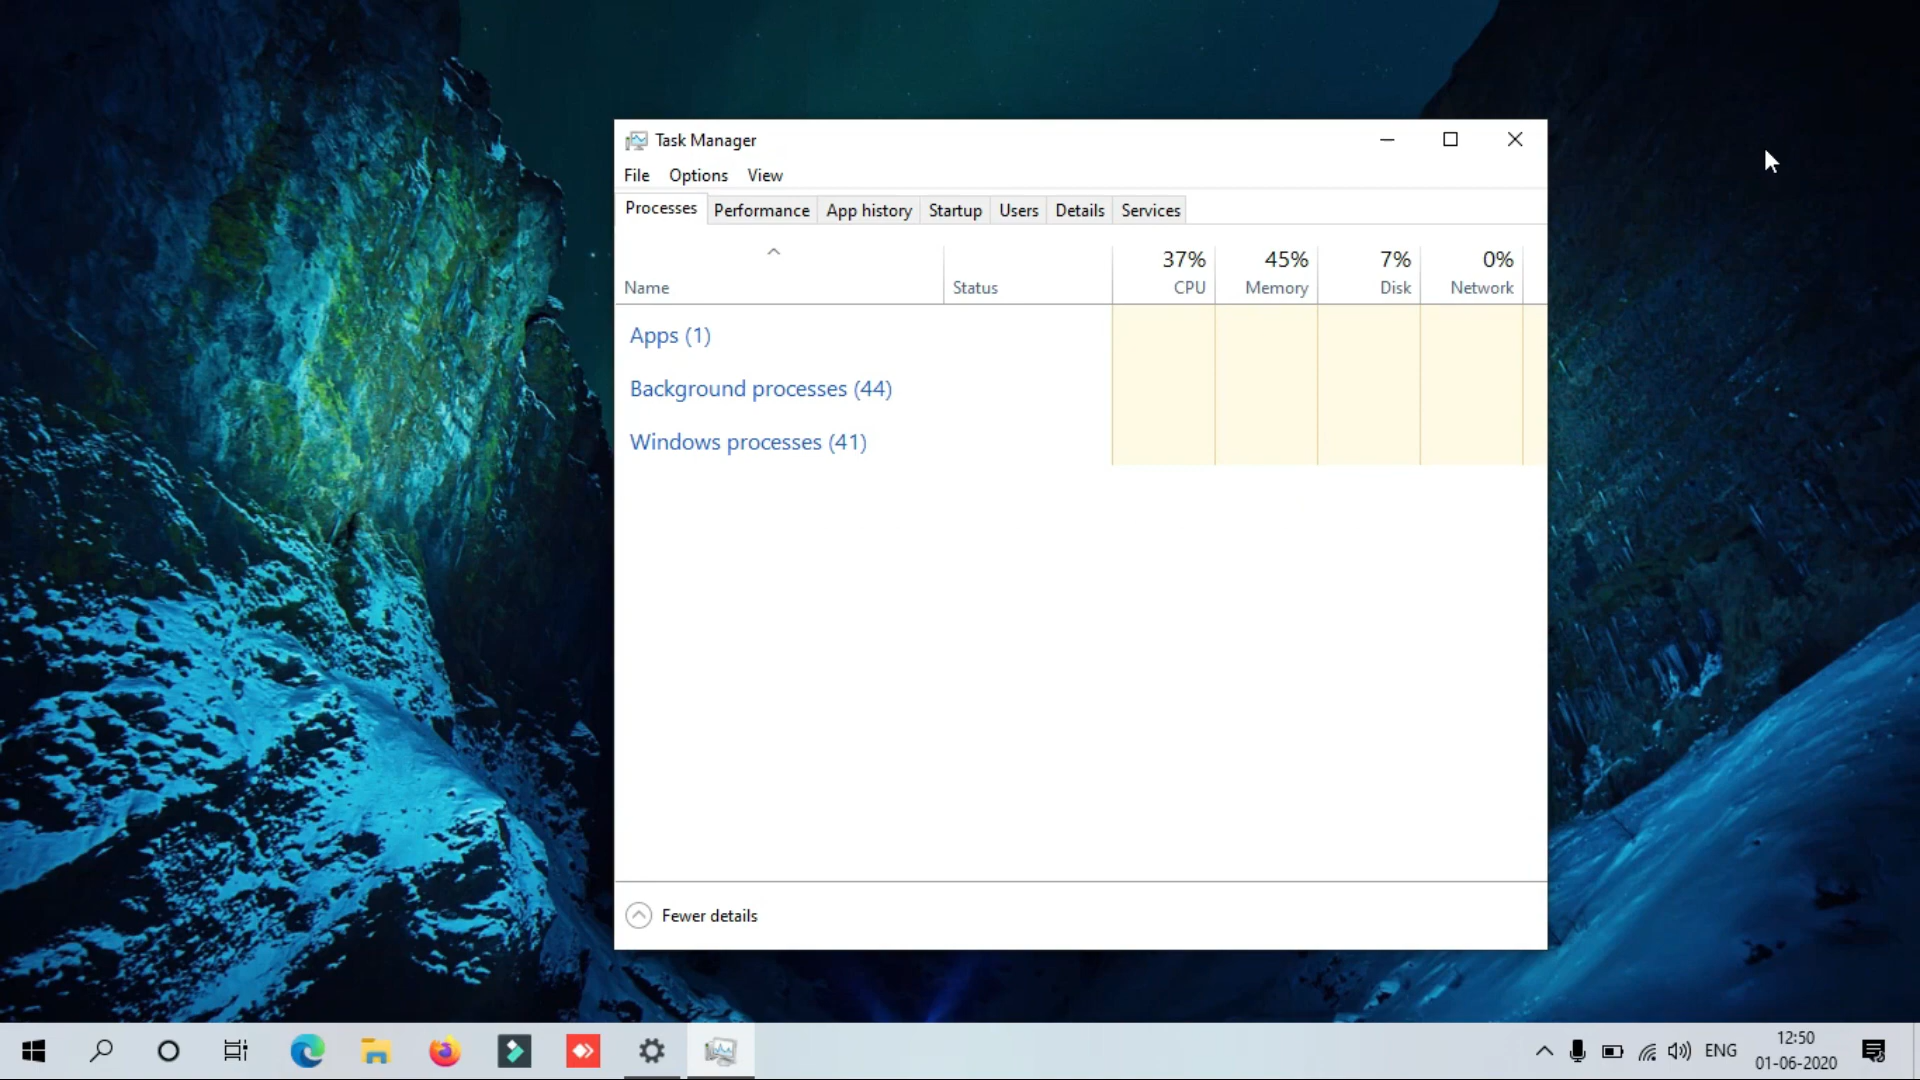 Task Manager
File Options View
Processes Performance App history Startup Users Details Services
37% 45% 7% 0%
Name Status CPU Memory Disk Network
Apps (1)
Background processes (44)
Windows processes (41)
Fewer details
ENG
12:50
01-06-2020